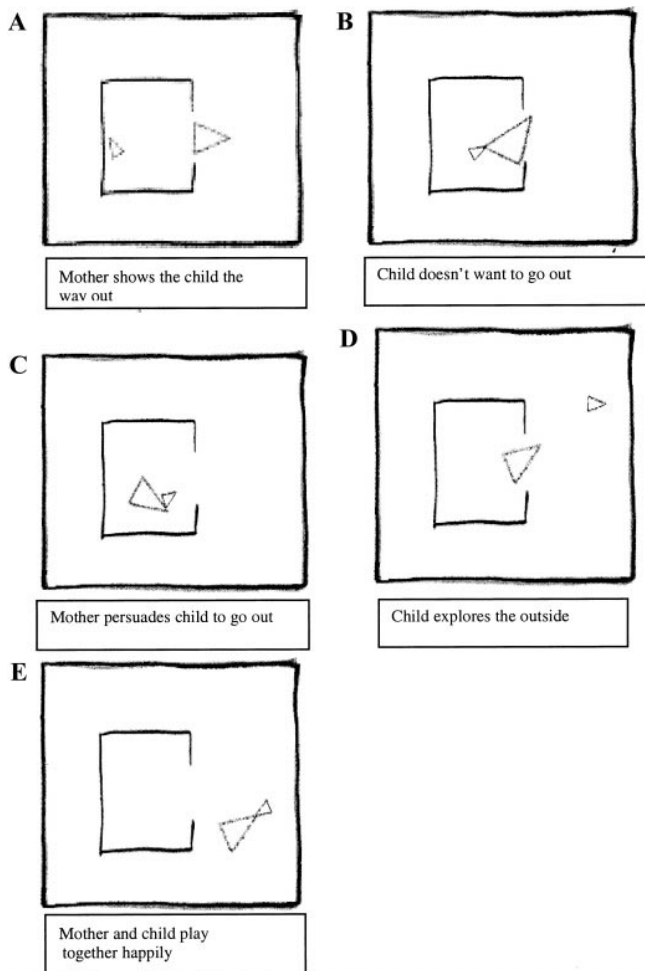 A
B
Mother shows the child the
way out
Child doesn't want to go out
C
D
Mother persuades child to go out
Child explores the outside
E
Mother and child play
together happily